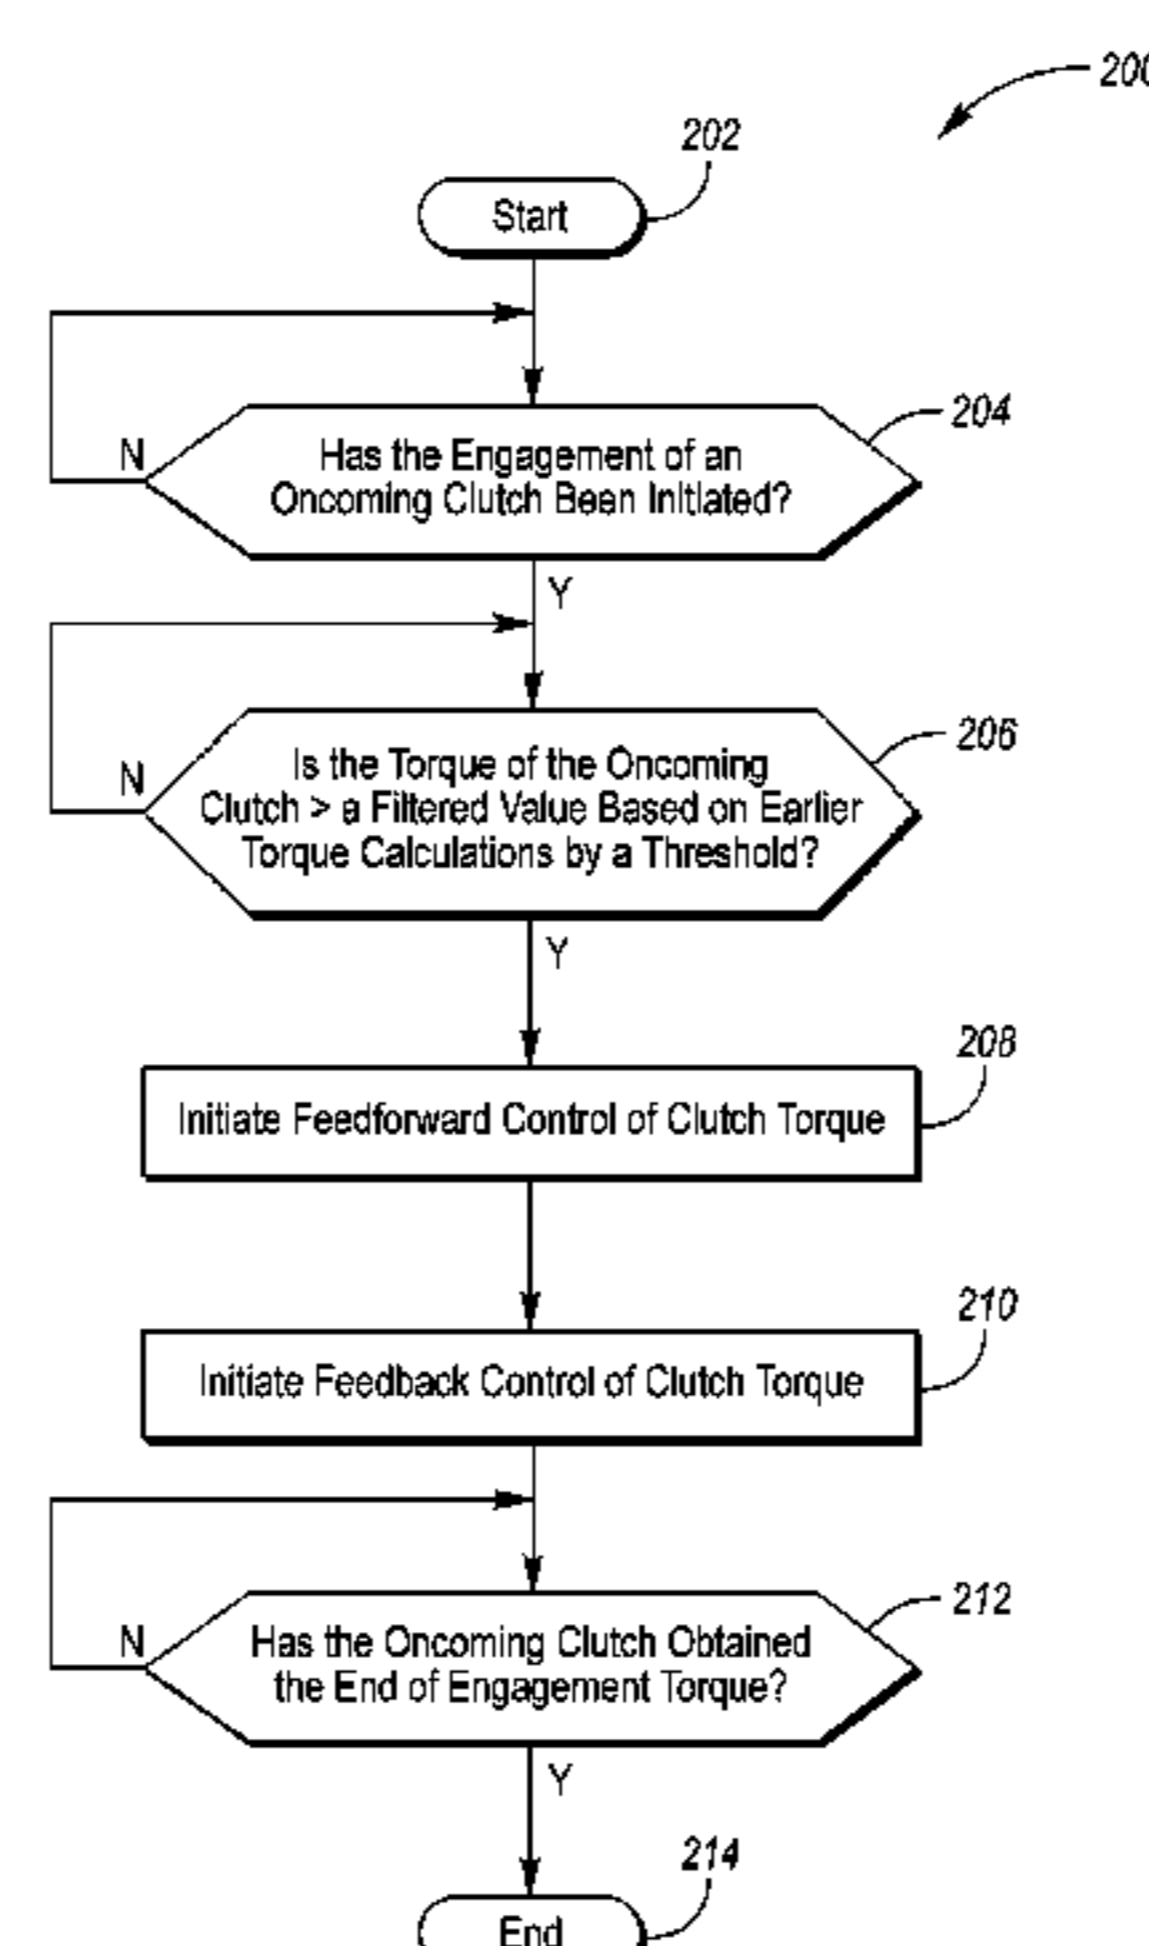 200
202
Start
204
N
Has the Engagement of an
Oncoming Clutch Been Initiated?
Y
206
N
Is the Torque of the Oncoming
Clutch > a Filtered Value Based on Earlier
Torque Calculations by a Threshold?
Y
208
Initiate Feedforward Control of Clutch Torque
210
Initiate Feedback Control of Clutch Torque
212
N
Has the Oncoming Clutch Obtained
the End of Engagement Torque?
Y
214
End